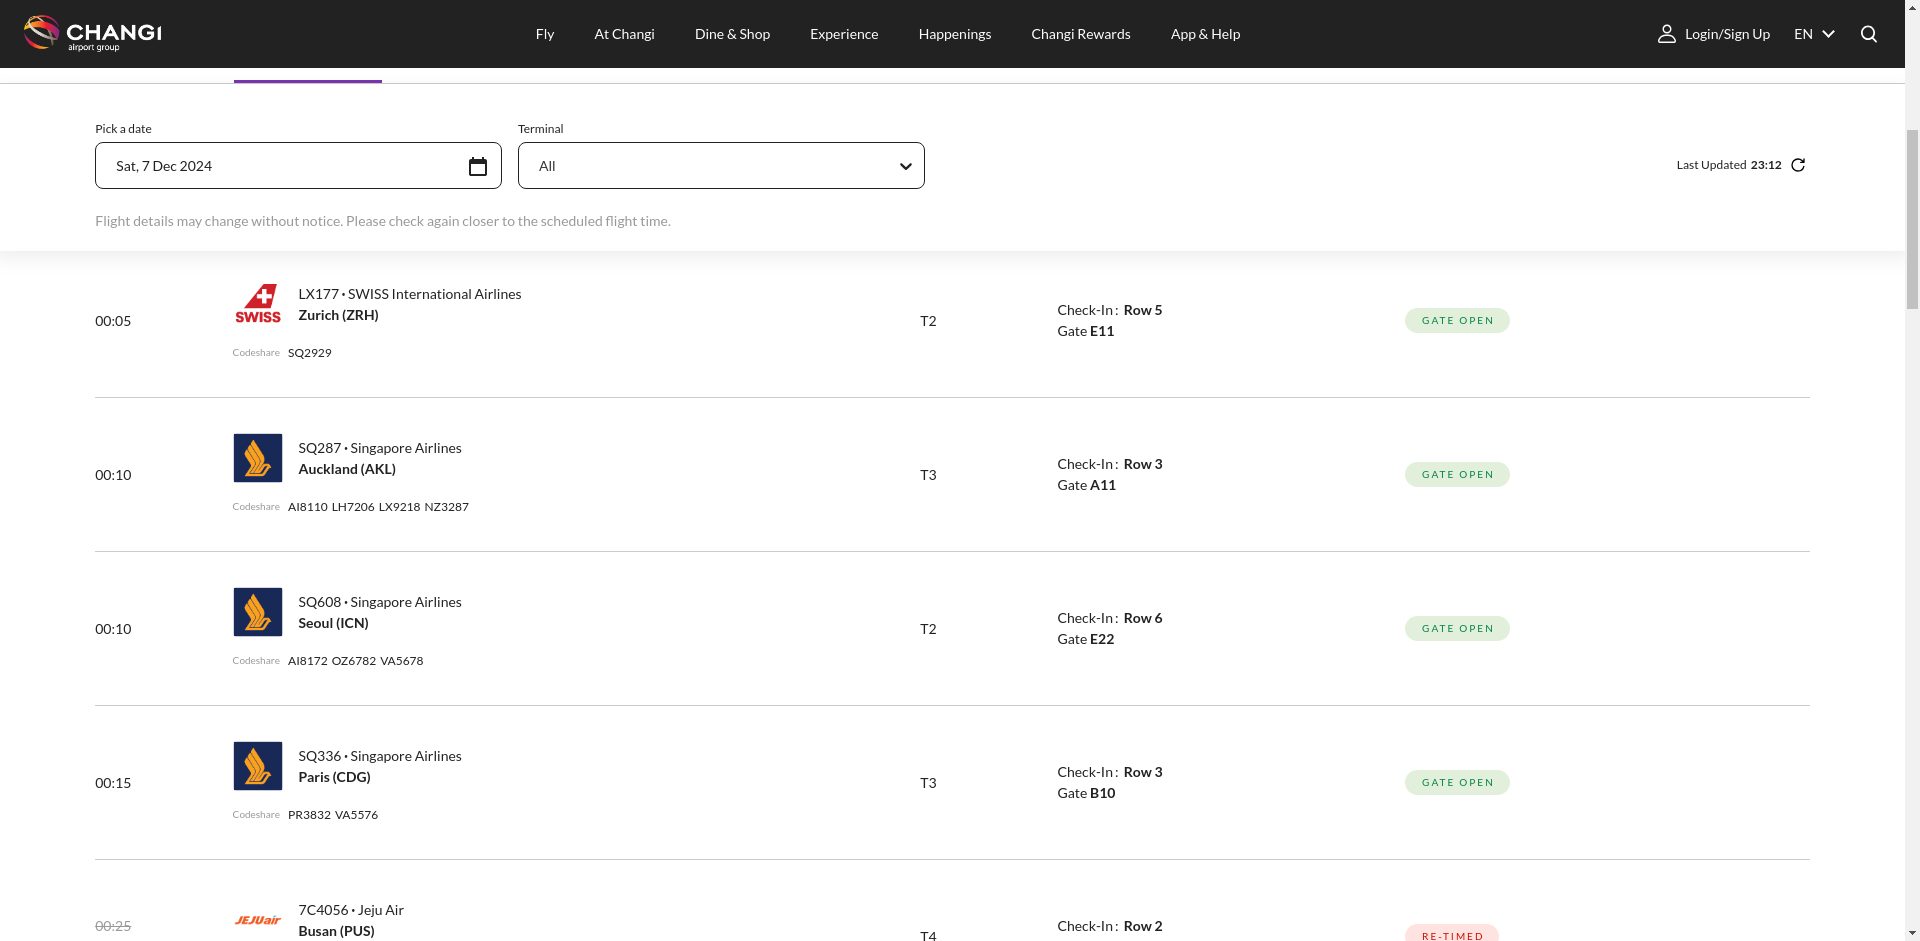 CHANGI
airport group
Fly
At Changi
Dine & Shop
Experience
Happenings
Changi Rewards
App & Help
Login/Sign Up
EN
Pick a date
Sat, 7 Dec 2024
Terminal
All
Last Updated 23:12
Flight details may change without notice. Please check again closer to the scheduled flight time.
00:05
SWISS
LX177 • SWISS International Airlines
Zurich (ZRH)
Codeshare SQ2929
T2
Check-In : Row 5
Gate E11
GATE OPEN
00:10
SQ287 • Singapore Airlines
Auckland (AKL)
Codeshare AI8110 LH7206 LX9218 NZ3287
T3
Check-In : Row 3
Gate A11
GATE OPEN
00:10
SQ608 • Singapore Airlines
Seoul (ICN)
Codeshare AI8172 OZ6782 VA5678
T2
Check-In : Row 6
Gate E22
GATE OPEN
00:15
SQ336 • Singapore Airlines
Paris (CDG)
Codeshare PR3832 VA5576
T3
Check-In : Row 3
Gate B10
GATE OPEN
00:25
JEJUair
7C4056 • Jeju Air
Busan (PUS)
T4
Check-In : Row 2
RE-TIMED